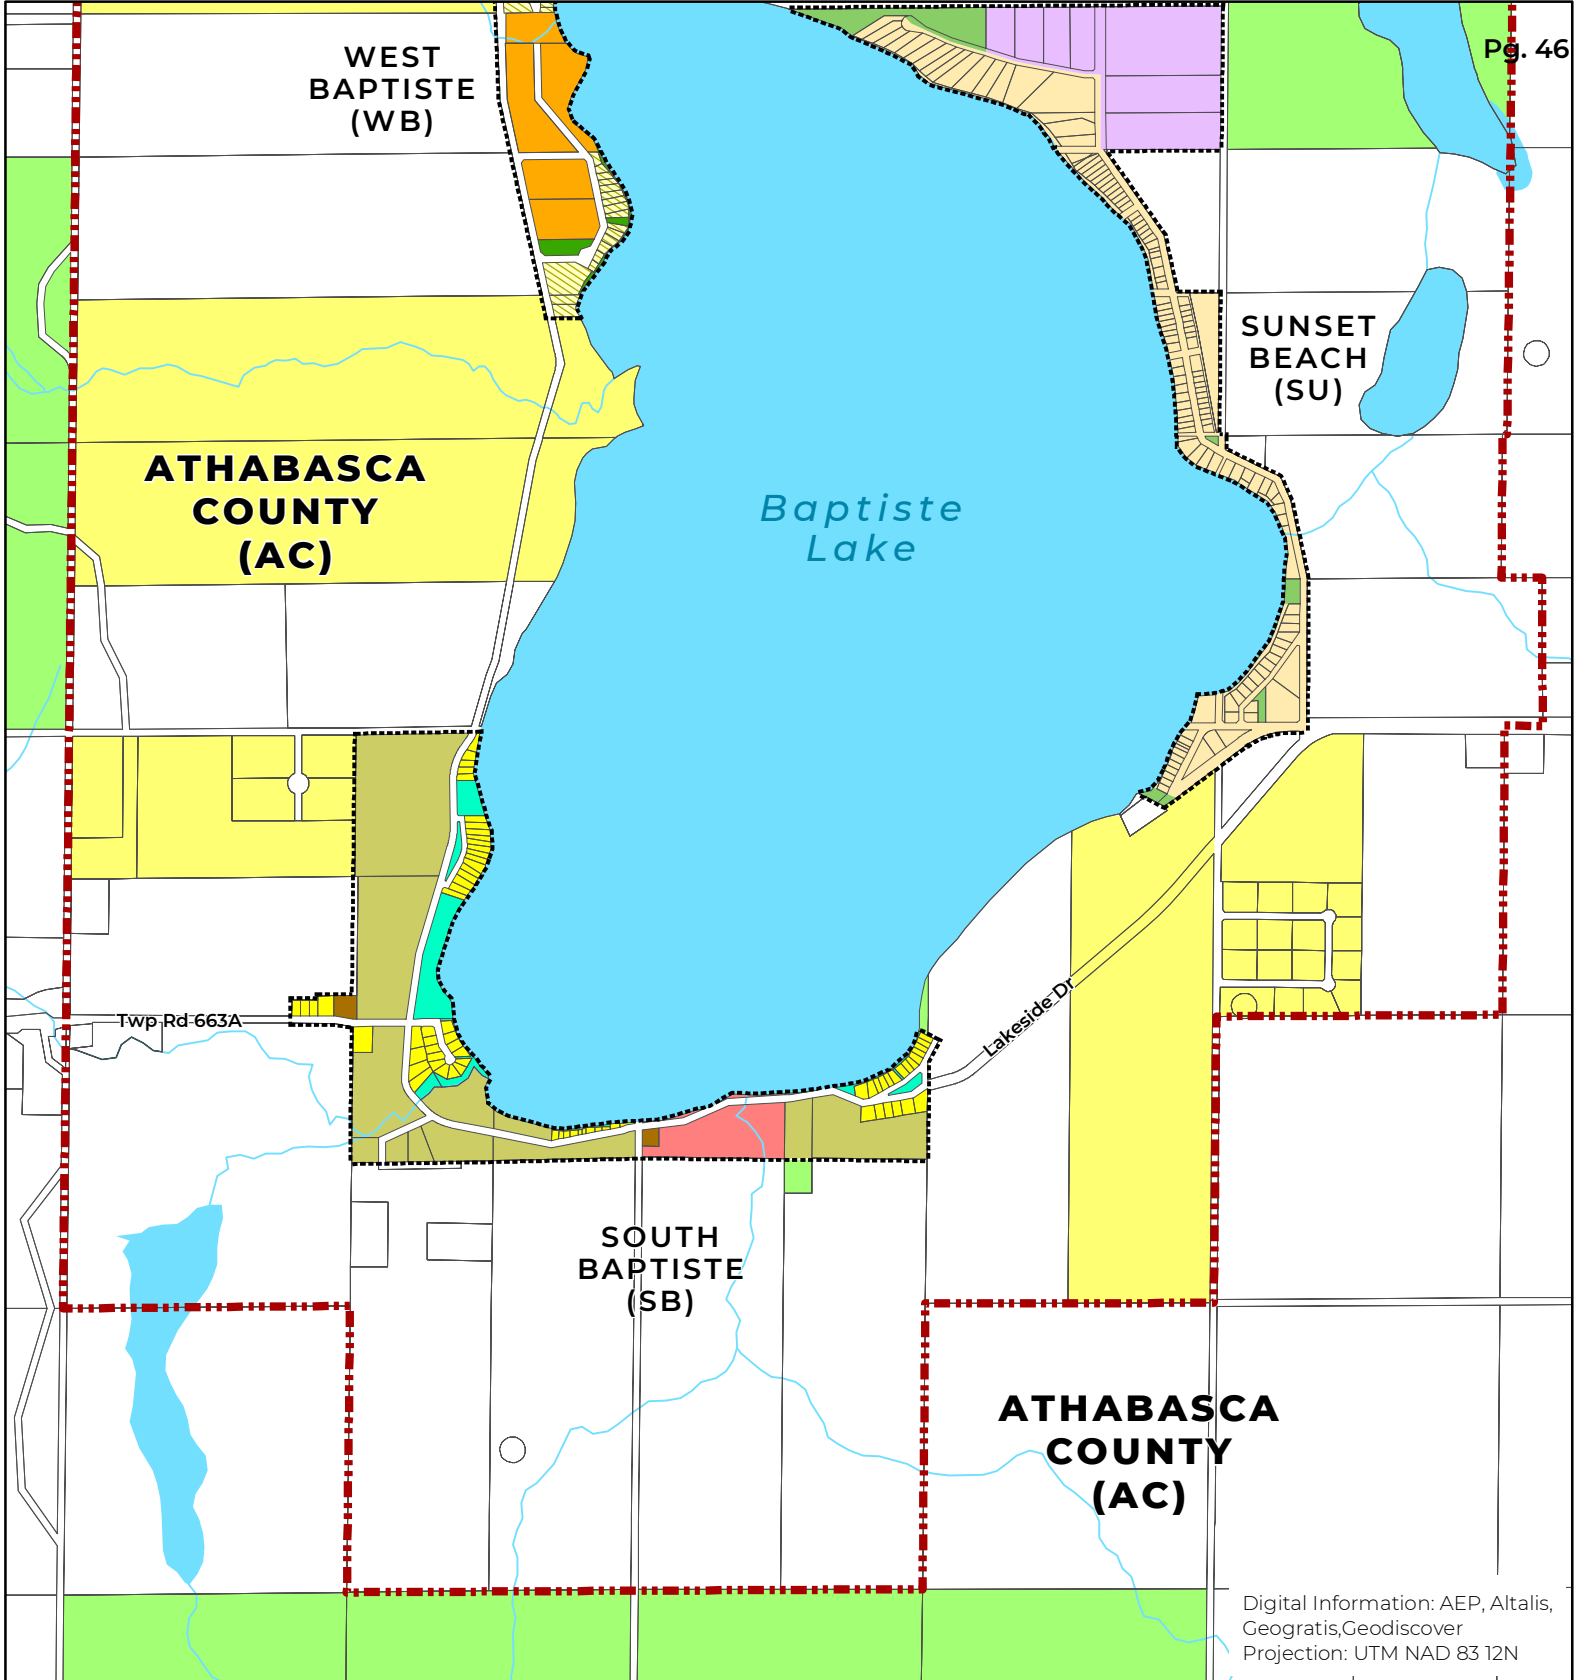 Pg. 46
WEST
BAPTISTE
(WB)
SUNSET
BEACH
(SU)
ATHABASCA
COUNTY
(AC)
Baptiste
Lake
Twp Rd 663A
Lakeside Dr
SOUTH
BAPTISTE
(SB)
ATHABASCA
COUNTY
(AC)
Digital Information: AEP, Altalis,
Geogratis,Geodiscover
Projection: UTM NAD 83 12N